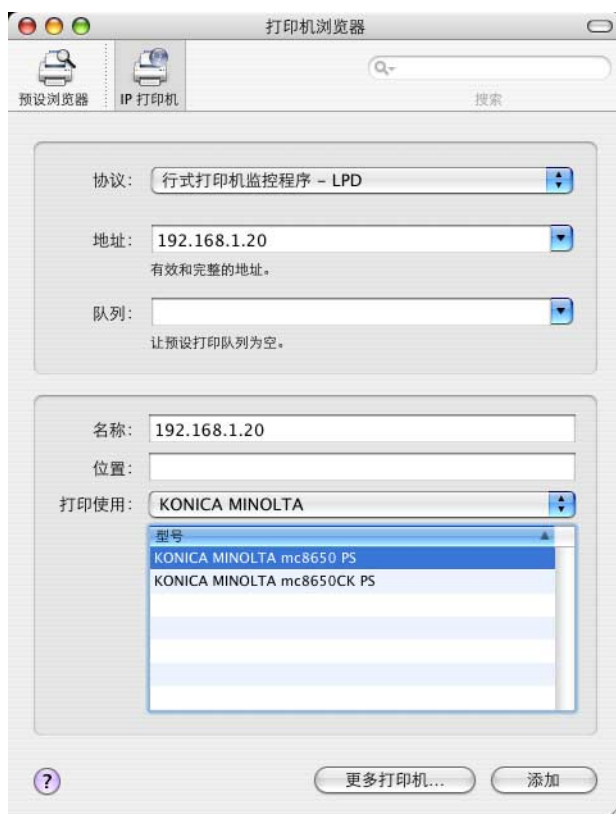 打印机浏览器
预设浏览器
IP 打印机
搜索
协议: 行式打印机监控程序 – LPD
地址: 192.168.1.20
有效和完整的地址。
队列:
让预设打印队列为空。
名称: 192.168.1.20
位置:
打印使用: KONICA MINOLTA
型号
KONICA MINOLTA mc8650 PS
KONICA MINOLTA mc8650CK PS
?
更多打印机...
添加